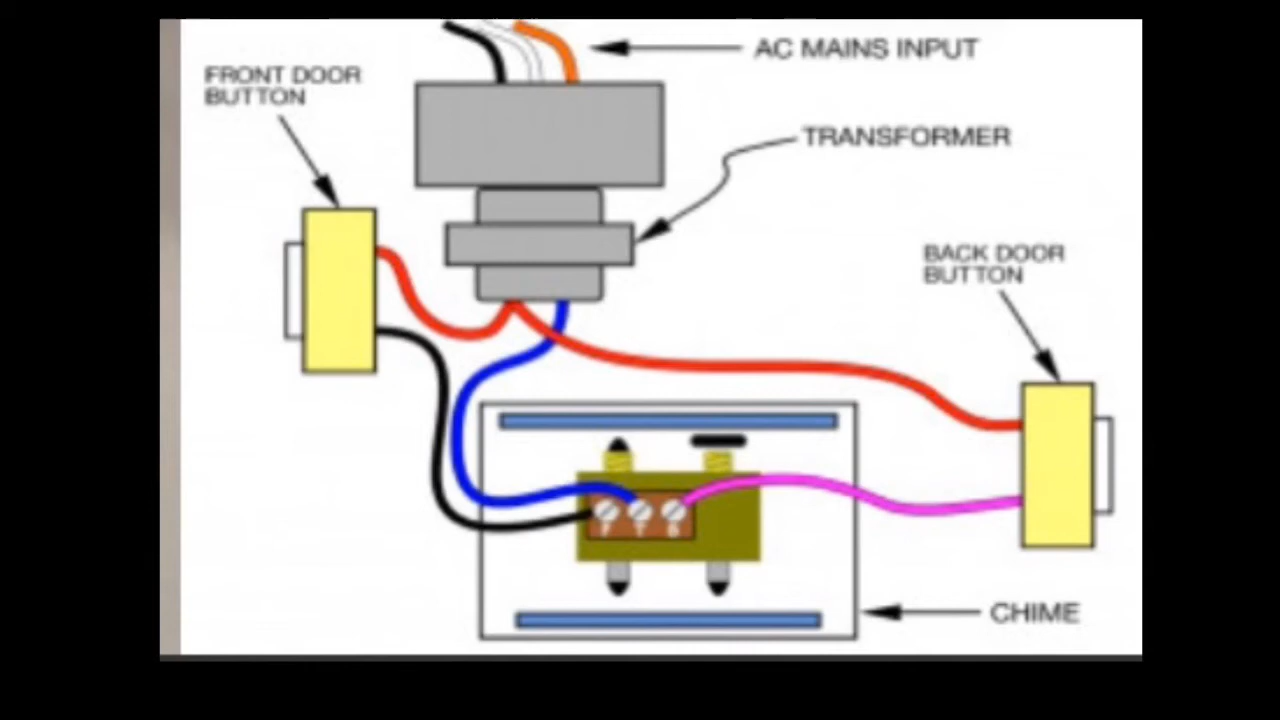 AC MAINS INPUT
FRONT DOOR
BUTTON
TRANSFORMER
BACK DOOR
BUTTON
F T B
CHIME